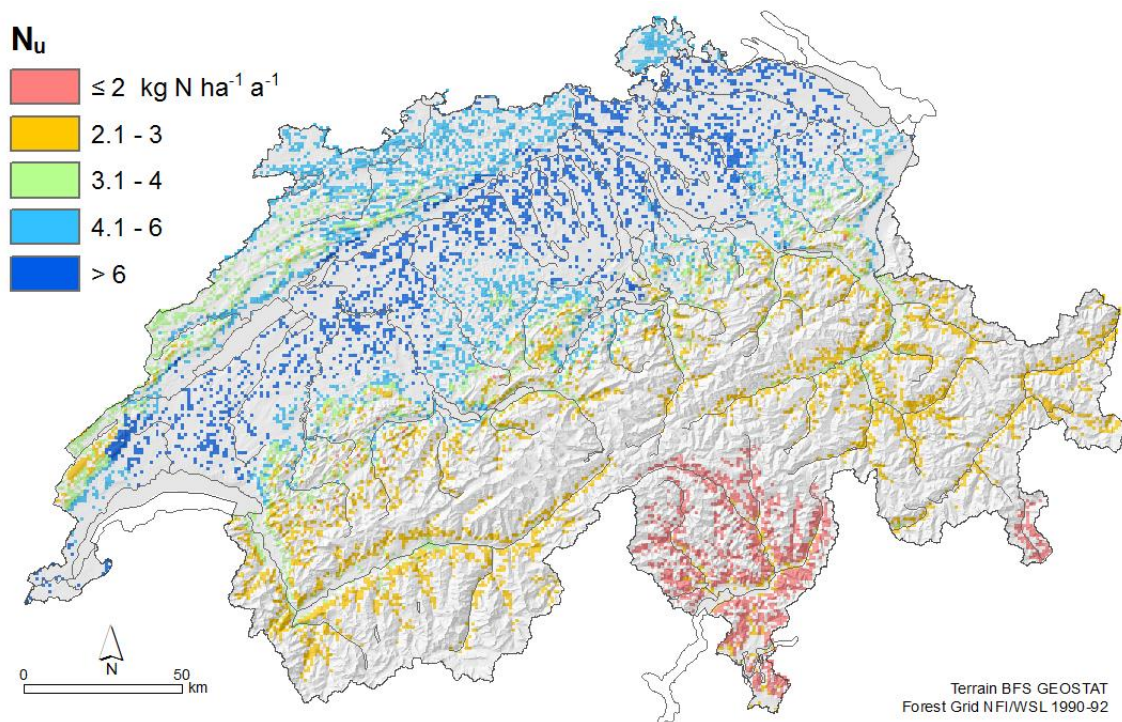 Nu
≤ 2 kg N ha-1 a-1
2.1 - 3
3.1 - 4
4.1 - 6
> 6
N
0 50
km
Terrain BFS GEOSTAT
Forest Grid NFI/WSL 1990-92